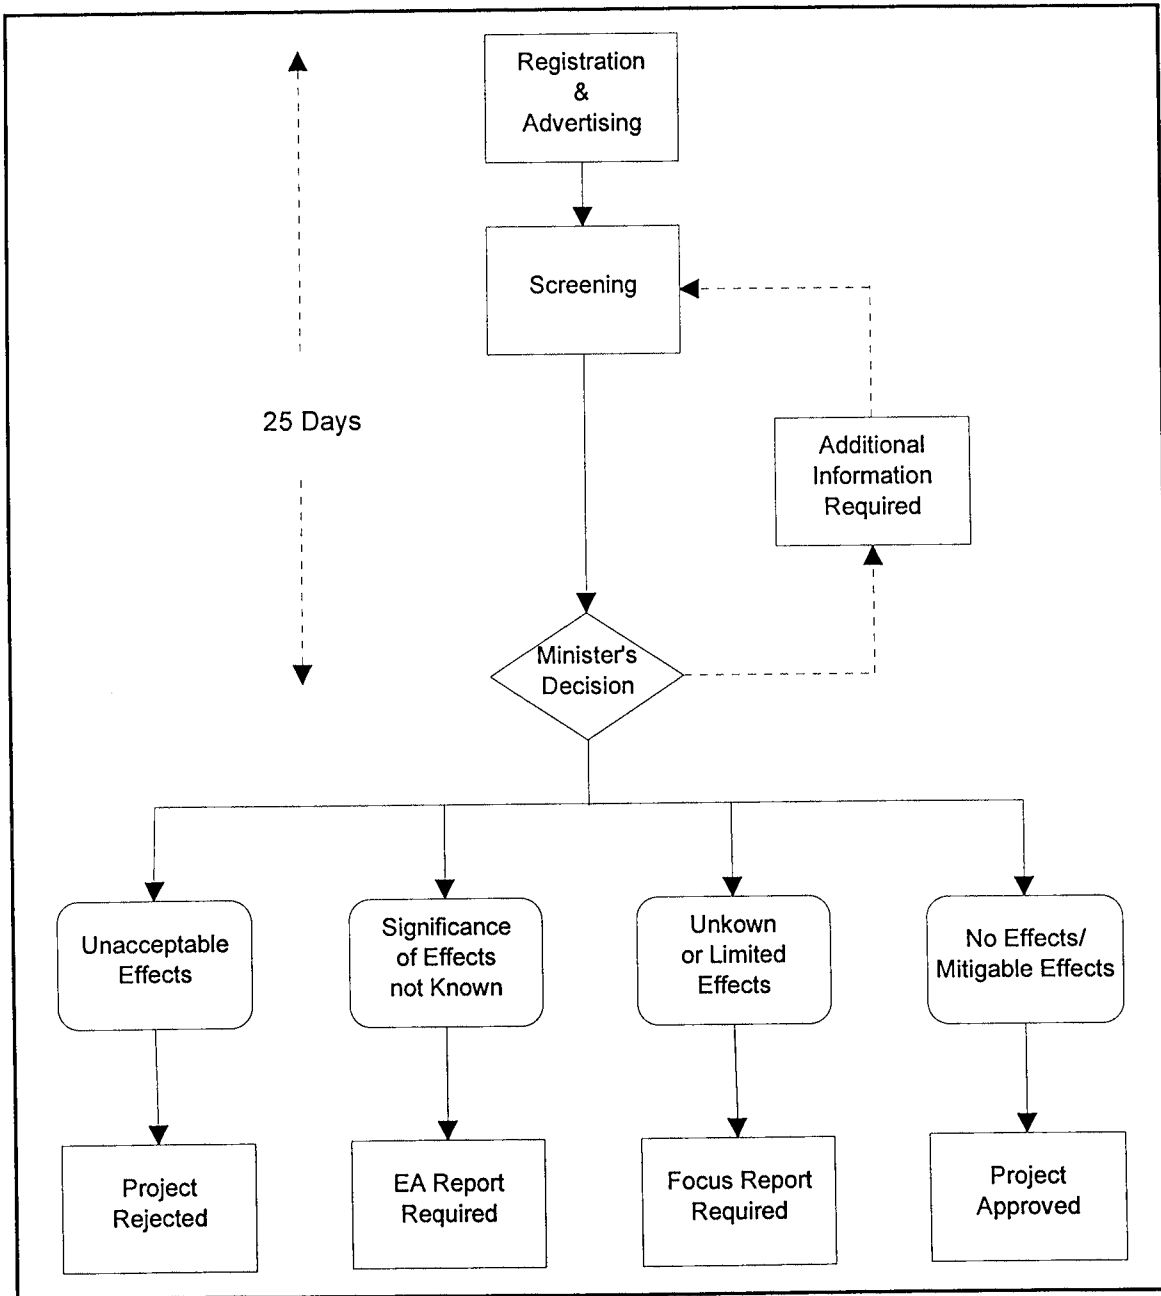 Registration
&
Advertising
Screening
25 Days
Additional
Information
Required
Minister's
Decision
Unacceptable
Effects
Significance
of Effects
not Known
Unkown
or Limited
Effects
No Effects/
Mitigable Effects
Project
Rejected
EA Report
Required
Focus Report
Required
Project
Approved